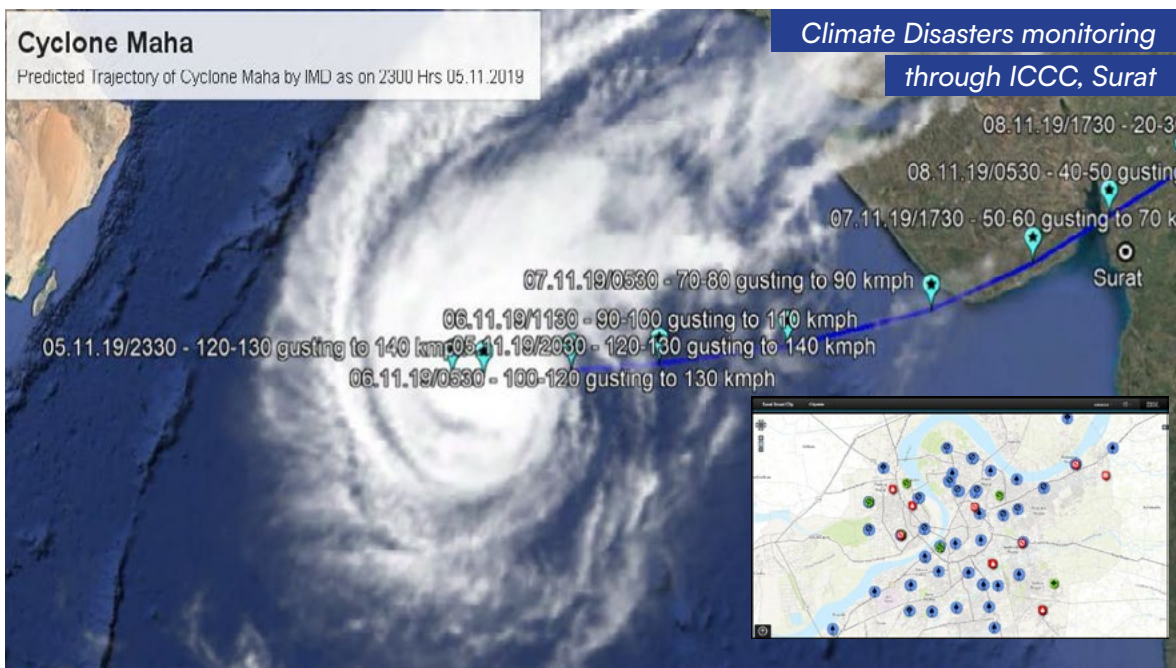 Cyclone Maha
Predicted Trajectory of Cyclone Maha by IMD as on 2300 Hrs 05.11.2019
Climate Disasters monitoring
through ICCC, Surat
08.11.19/1730 - 20-3
08.11.19/0530 - 40-50 gusting
07.11.19/1730 - 50-60 gusting to 70 k
Surat
07.11.19/0530 - 70-80 gusting to 90 kmph
06.11.19/1130 - 90-100 gusting to 110 kmph
05.11.19/2330 - 120-130 gusting to 140 kmp
05.11.19/2030 - 120-130 gusting to 140 kmph
06.11.19/0530 - 100-120 gusting to 130 kmph
Surat Smart City